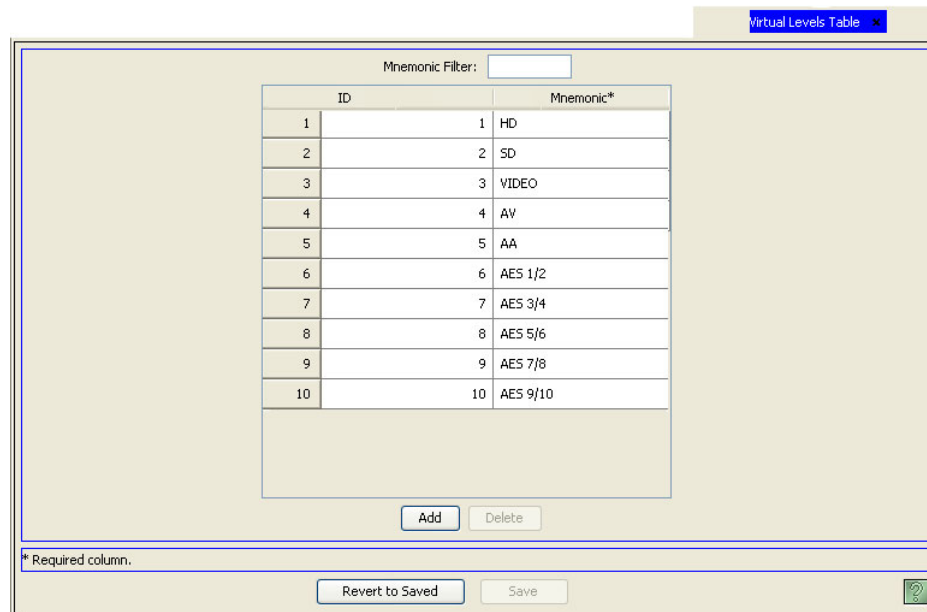 Virtual Levels Table ×
Mnemonic Filter:
ID Mnemonic*
1 1 HD
2 2 SD
3 3 VIDEO
4 4 AV
5 5 AA
6 6 AES 1/2
7 7 AES 3/4
8 8 AES 5/6
9 9 AES 7/8
10 10 AES 9/10
Add Delete
* Required column.
Revert to Saved Save ?